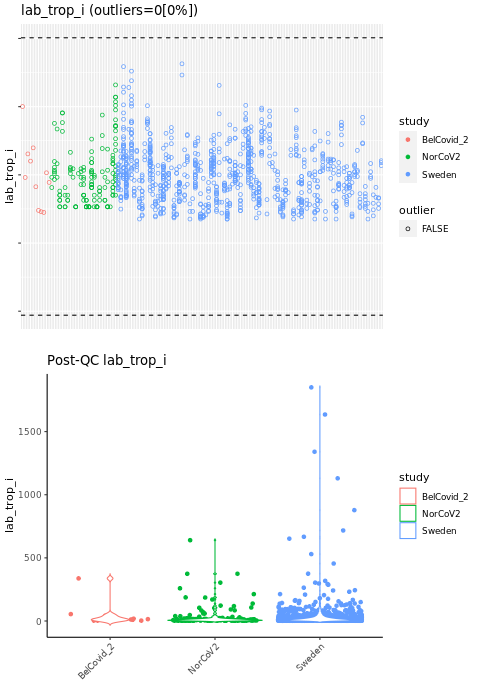 lab_trop_i (outliers=0[0%])
lab_trop_i
study
BelCovid_2
NorCoV2
Sweden
outlier
FALSE
Post-QC lab_trop_i
lab_trop_i
1500
1000
500
0
BelCovid_2
NorCoV2
Sweden
study
BelCovid_2
NorCoV2
Sweden